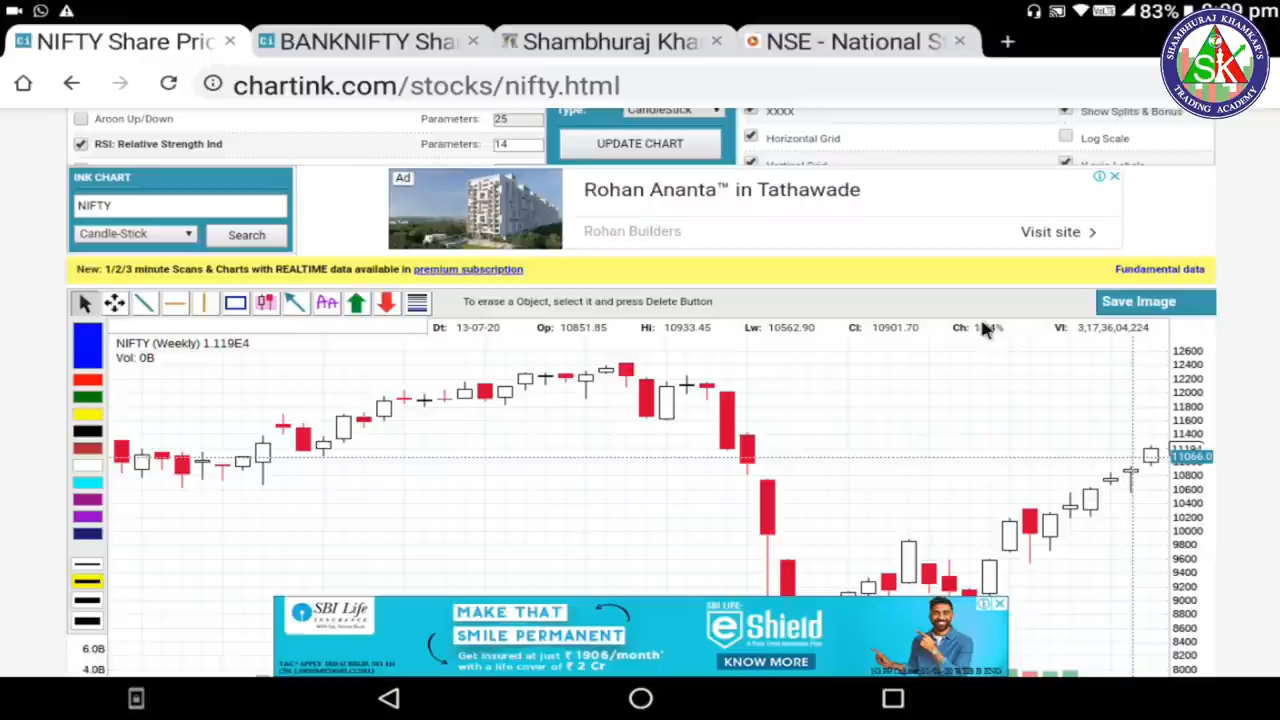 83%
NIFTY Share Pric
BANKNIFTY Sha
Shambhuraj Kha
NSE - National S
SHAMBHURAJ KHAMKAR'S
SK
TRADING ACADEMY
chartink.com/stocks/nifty.html
Aroon Up/Down Parameters: 25
Type: CandleStick
XXXX
Show Splits & Bonus
RSI: Relative Strength Ind Parameters: 14
UPDATE CHART
Horizontal Grid
Log Scale
INK CHART
NIFTY
Candle-Stick
Search
Ad
Rohan Ananta™ in Tathawade
Rohan Builders
Visit site
New: 1/2/3 minute Scans & Charts with REALTIME data available in premium subscription
Fundamental data
To erase a Object, select it and press Delete Button
Save Image
Dt: 13-07-20 Op: 10851.85 Hi: 10933.45 Lw: 10562.90 Cl: 10901.70 Ch: Vl: 3,17,36,04,224
NIFTY (Weekly) 1.119E4
Vol: 0B
12600
12400
12200
12000
11800
11600
11400
11066.0
10800
10600
10400
10200
10000
9800
9600
9400
9200
9000
8800
8600
8400
8200
8000
6.0B
4.0B
SBI Life
INSURANCE
MAKE THAT
SMILE PERMANENT
Get insured at just ₹ 1906/month*
with a life cover of ₹ 2 Cr
SBI LIFE-
eShield
KNOW MORE